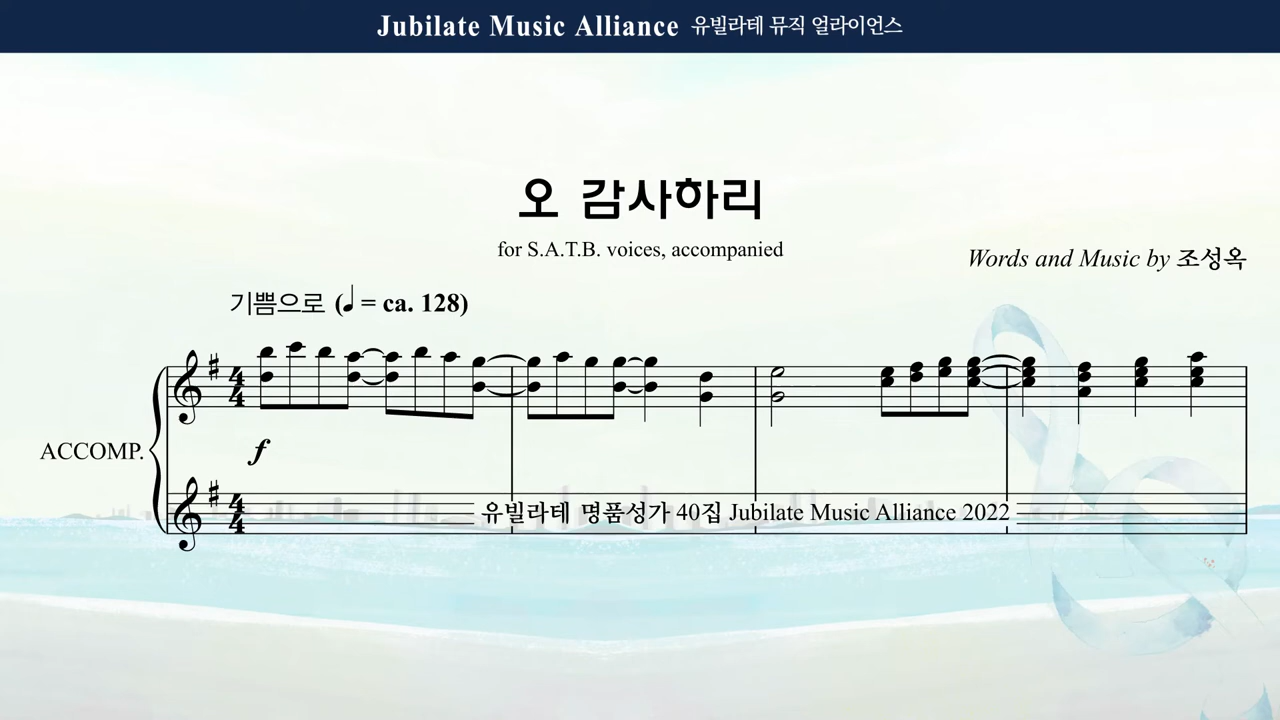 Jubilate Music Alliance 유빌라테 뮤직 얼라이언스
오 감사하리
for S.A.T.B. voices, accompanied
Words and Music by 조성옥
기쁨으로 (♩ = ca. 128)
f
ACCOMP.
유빌라테 명품성가 40집 Jubilate Music Alliance 2022